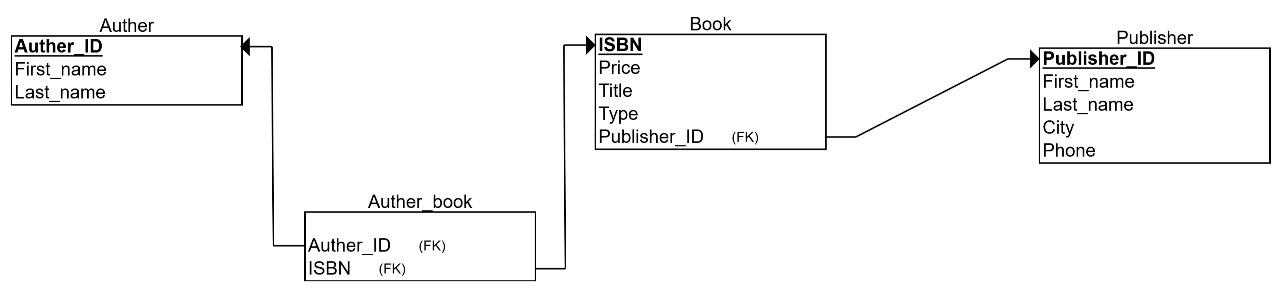 Auther
Auther_ID
First_name
Last_name
Book
ISBN
Price
Title
Type
Publisher_ID (FK)
Publisher
Publisher_ID
First_name
Last_name
City
Phone
Auther_book
Auther_ID (FK)
ISBN (FK)